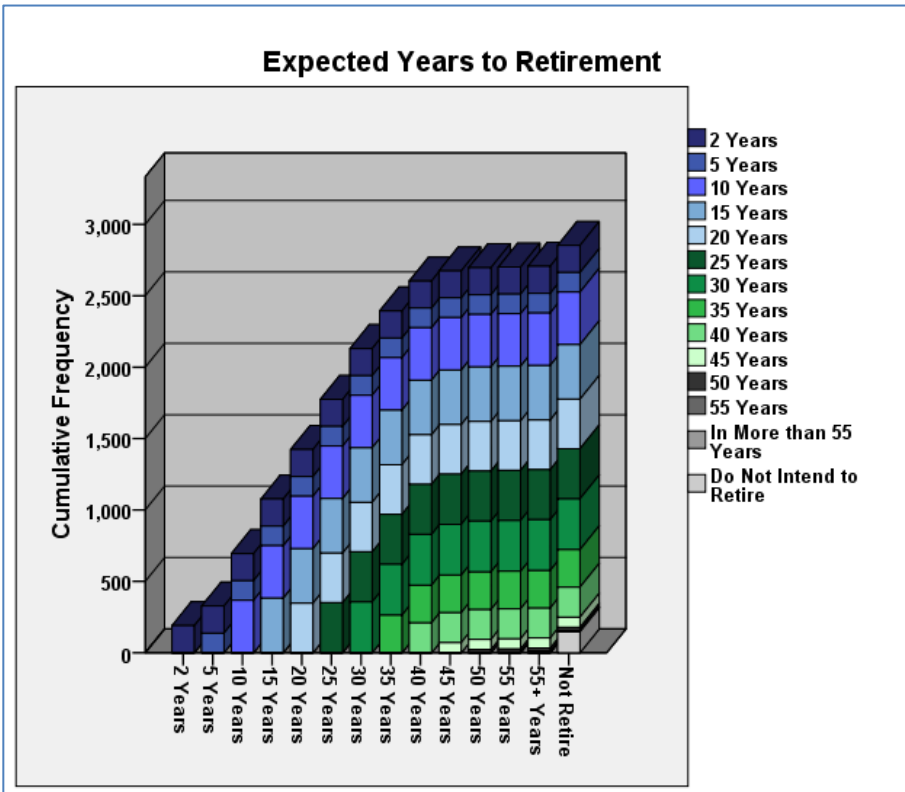 Expected Years to Retirement
Cumulative Frequency
3,000
2,500
2,000
1,500
1,000
500
0
2 Years
5 Years
10 Years
15 Years
20 Years
25 Years
30 Years
35 Years
40 Years
45 Years
50 Years
55 Years
55+ Years
Not Retire
2 Years
5 Years
10 Years
15 Years
20 Years
25 Years
30 Years
35 Years
40 Years
45 Years
50 Years
55 Years
In More than 55
Years
Do Not Intend to
Retire